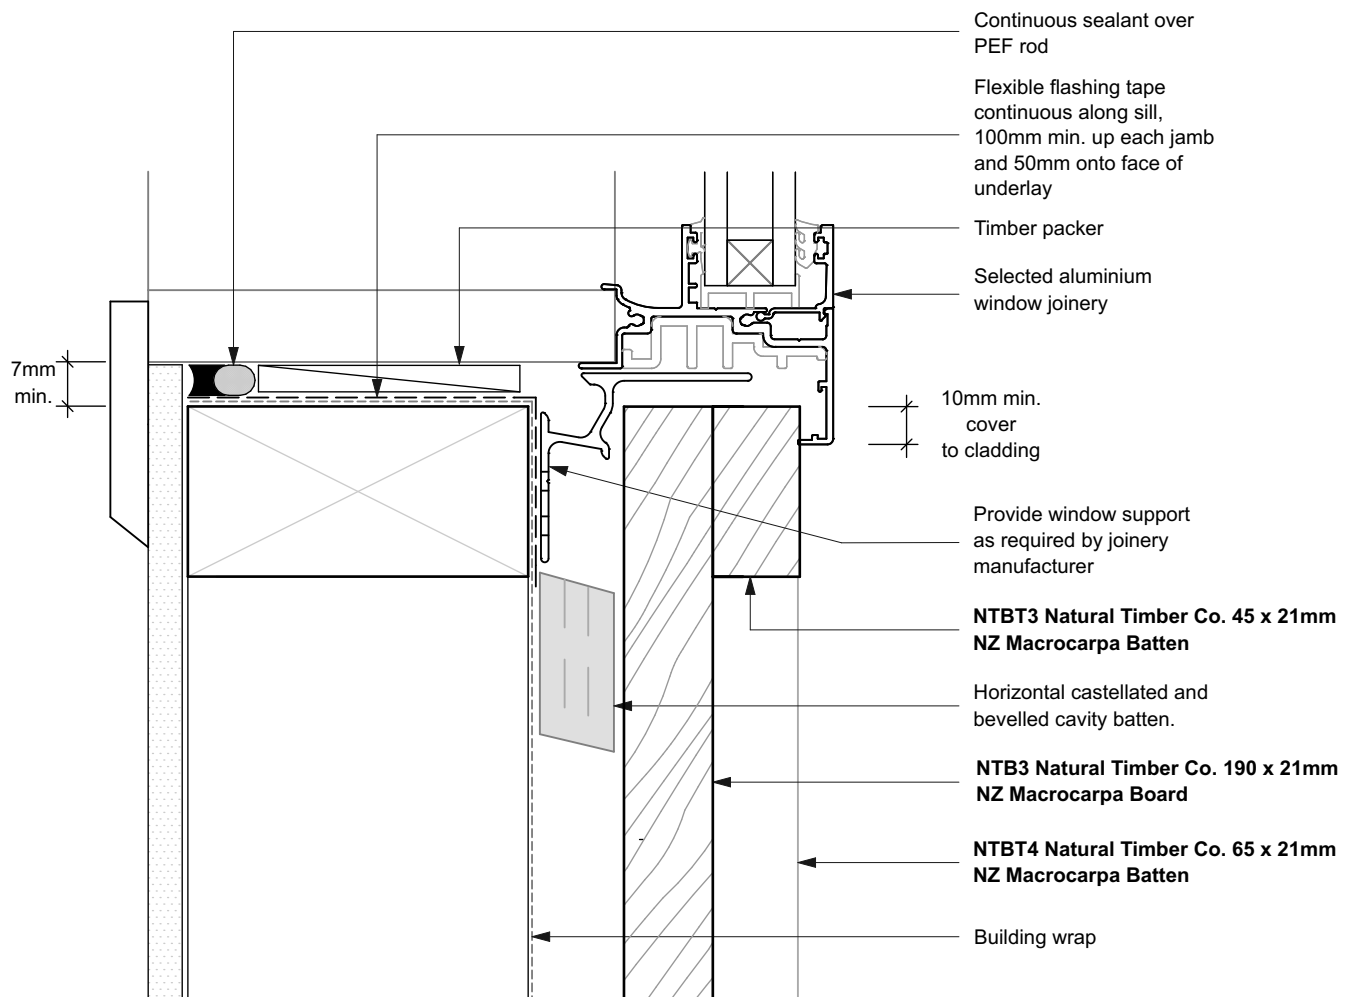 Continuous sealant over
PEF rod
Flexible flashing tape
continuous along sill,
100mm min. up each jamb
and 50mm onto face of
underlay
Timber packer
Selected aluminium
window joinery
7mm
min.
10mm min.
cover
to cladding
Provide window support
as required by joinery
manufacturer
NTBT3 Natural Timber Co. 45 x 21mm
NZ Macrocarpa Batten
Horizontal castellated and
bevelled cavity batten.
NTB3 Natural Timber Co. 190 x 21mm
NZ Macrocarpa Board
NTBT4 Natural Timber Co. 65 x 21mm
NZ Macrocarpa Batten
Building wrap